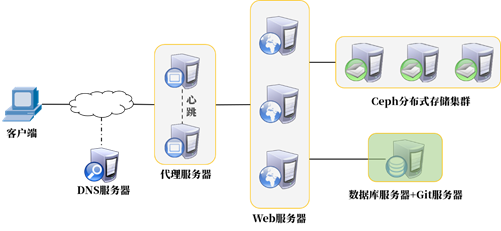 客户端
DNS服务器
心
跳
代理服务器
Web服务器
Ceph分布式存储集群
数据库服务器+Git服务器